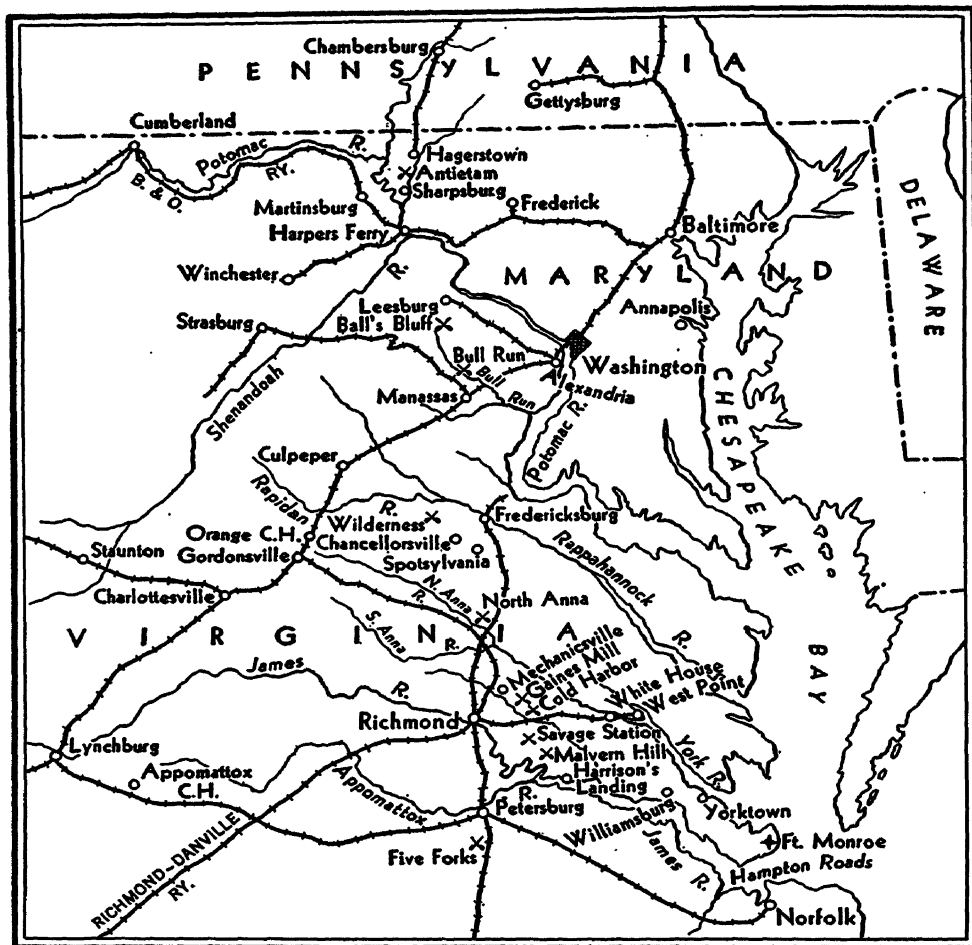 Chambersburg
PENNSYLVANIA
Gettysburg
Cumberland
Potomac R.
B. & O. RY.
Hagerstown
Antietam
Sharpsburg
Martinsburg
Frederick
Harpers Ferry
Baltimore
DELAWARE
Winchester
R.
MARYLAND
Leesburg
Annapolis
Strasburg
Ball's Bluff
Bull Run
Washington
Bull Run
Alexandria
Shenandoah
Manassas
Potomac R.
CHESAPEAKE
BAY
Culpeper
Rapidan
R.
Wilderness
Fredericksburg
Orange C.H.
Chancellorsville
Staunton
Gordonsville
Spotsylvania
Rappahannock
R.
Charlottesville
N. Anna
R.
North Anna
VIRGINIA
S. Anna
R.
Mechanicsville
Gaines Mill
Cold Harbor
James
R.
White House
West Point
Richmond
Savage Station
Lynchburg
Malvern Hill
York R.
Appomattox
C.H.
Appomattox
R.
Harrison's
Landing
Petersburg
Williamsburg
Yorktown
RICHMOND-DANVILLE
RY.
Five Forks
James
R.
Ft. Monroe
Hampton Roads
Norfolk